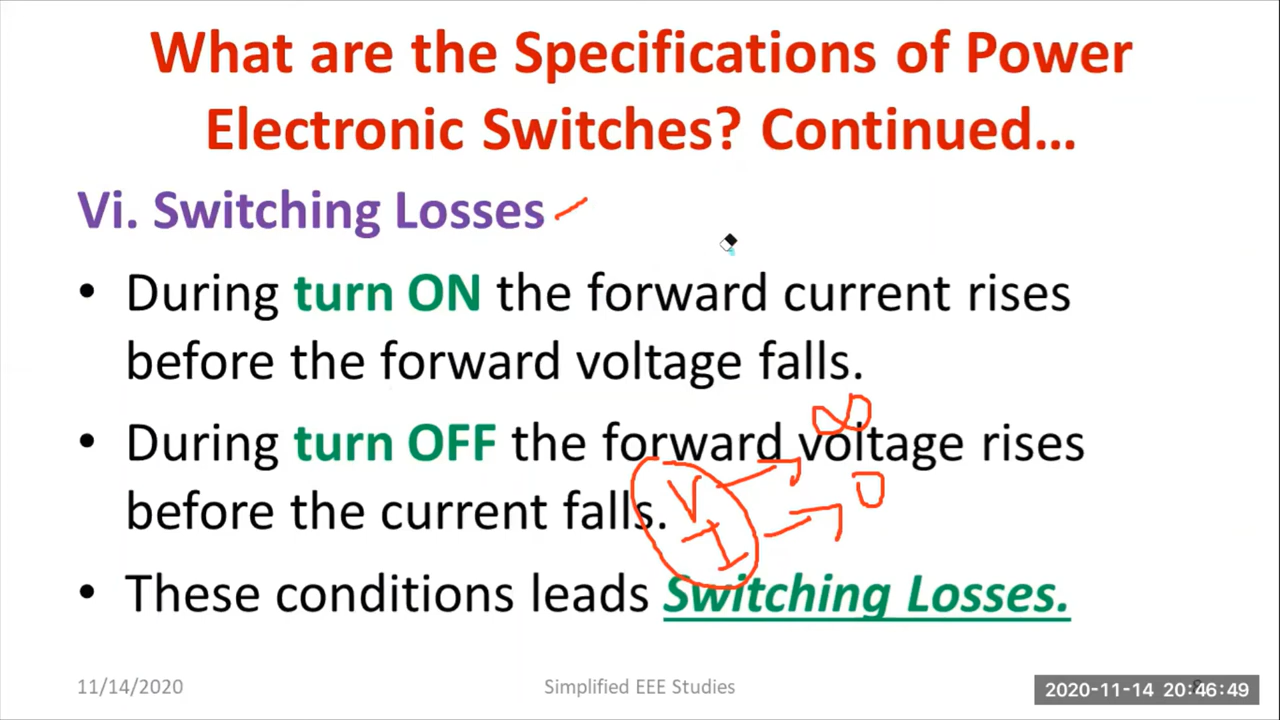 What are the Specifications of Power
Electronic Switches? Continued...
Vi. Switching Losses
• During turn ON the forward current rises
before the forward voltage falls.
∞
• During turn OFF the forward voltage rises
V → 0
before the current falls.
I →
• These conditions leads Switching Losses.
11/14/2020
Simplified EEE Studies
2020-11-14 20:46:49